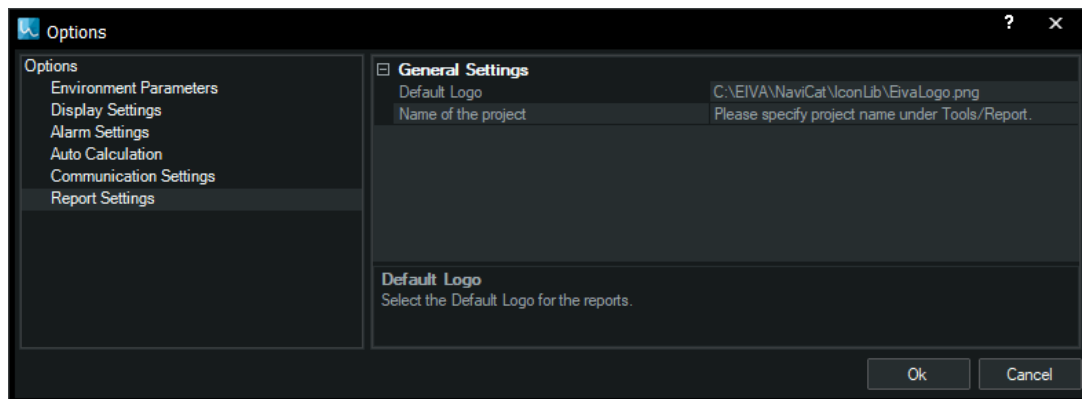 Options
? ×
Options
Environment Parameters
Display Settings
Alarm Settings
Auto Calculation
Communication Settings
Report Settings
General Settings
Default Logo C:\EIVA\NaviCat\IconLib\EivaLogo.png
Name of the project Please specify project name under Tools/Report.
Default Logo
Select the Default Logo for the reports.
Ok Cancel